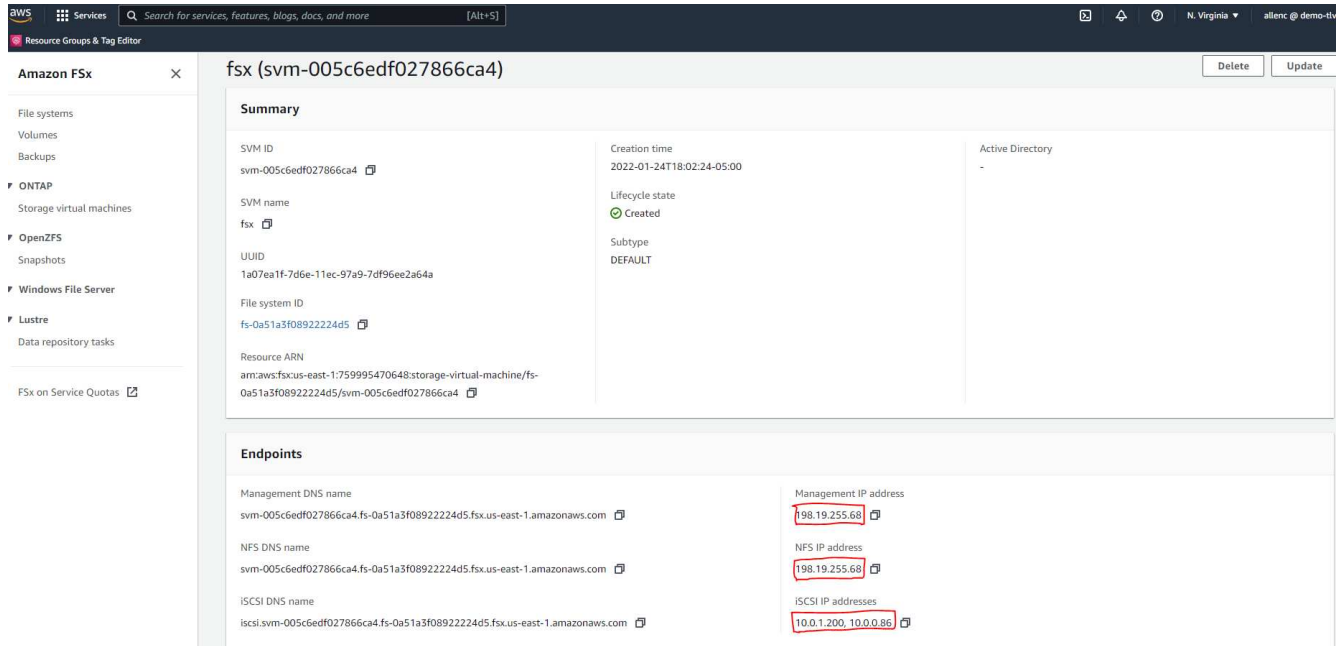 aws
Services
Search for services, features, blogs, docs, and more
[Alt+S]
N. Virginia
allenc @ demo-tlv
Resource Groups & Tag Editor
Amazon FSx
File systems
Volumes
Backups
ONTAP
Storage virtual machines
OpenZFS
Snapshots
Windows File Server
Lustre
Data repository tasks
FSx on Service Quotas
fsx (svm-005c6edf027866ca4)
Delete
Update
Summary
SVM ID
svm-005c6edf027866ca4
SVM name
fsx
UUID
1a07ea1f-7d6e-11ec-97a9-7df96ee2a64a
File system ID
fs-0a51a3f08922224d5
Resource ARN
arn:aws:fsx:us-east-1:759995470648:storage-virtual-machine/fs-
0a51a3f08922224d5/svm-005c6edf027866ca4
Creation time
2022-01-24T18:02:24-05:00
Lifecycle state
Created
Subtype
DEFAULT
Active Directory
-
Endpoints
Management DNS name
svm-005c6edf027866ca4.fs-0a51a3f08922224d5.fsx.us-east-1.amazonaws.com
Management IP address
198.19.255.68
NFS DNS name
svm-005c6edf027866ca4.fs-0a51a3f08922224d5.fsx.us-east-1.amazonaws.com
NFS IP address
198.19.255.68
iSCSI DNS name
iscsi.svm-005c6edf027866ca4.fs-0a51a3f08922224d5.fsx.us-east-1.amazonaws.com
iSCSI IP addresses
10.0.1.200, 10.0.0.86